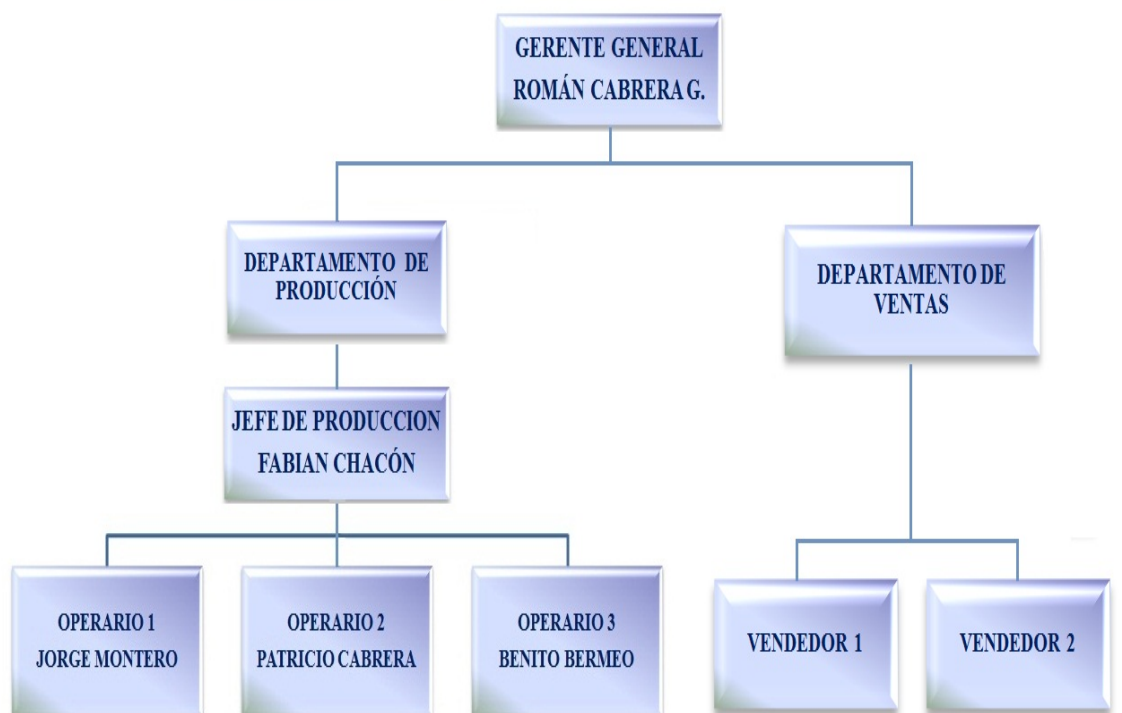 GERENTE GENERAL
ROMÁN CABRERA G.
DEPARTAMENTO DE
PRODUCCIÓN
DEPARTAMENTO DE
VENTAS
JEFE DE PRODUCCION
FABIAN CHACÓN
OPERARIO 1
JORGE MONTERO
OPERARIO 2
PATRICIO CABRERA
OPERARIO 3
BENITO BERMEO
VENDEDOR 1
VENDEDOR 2